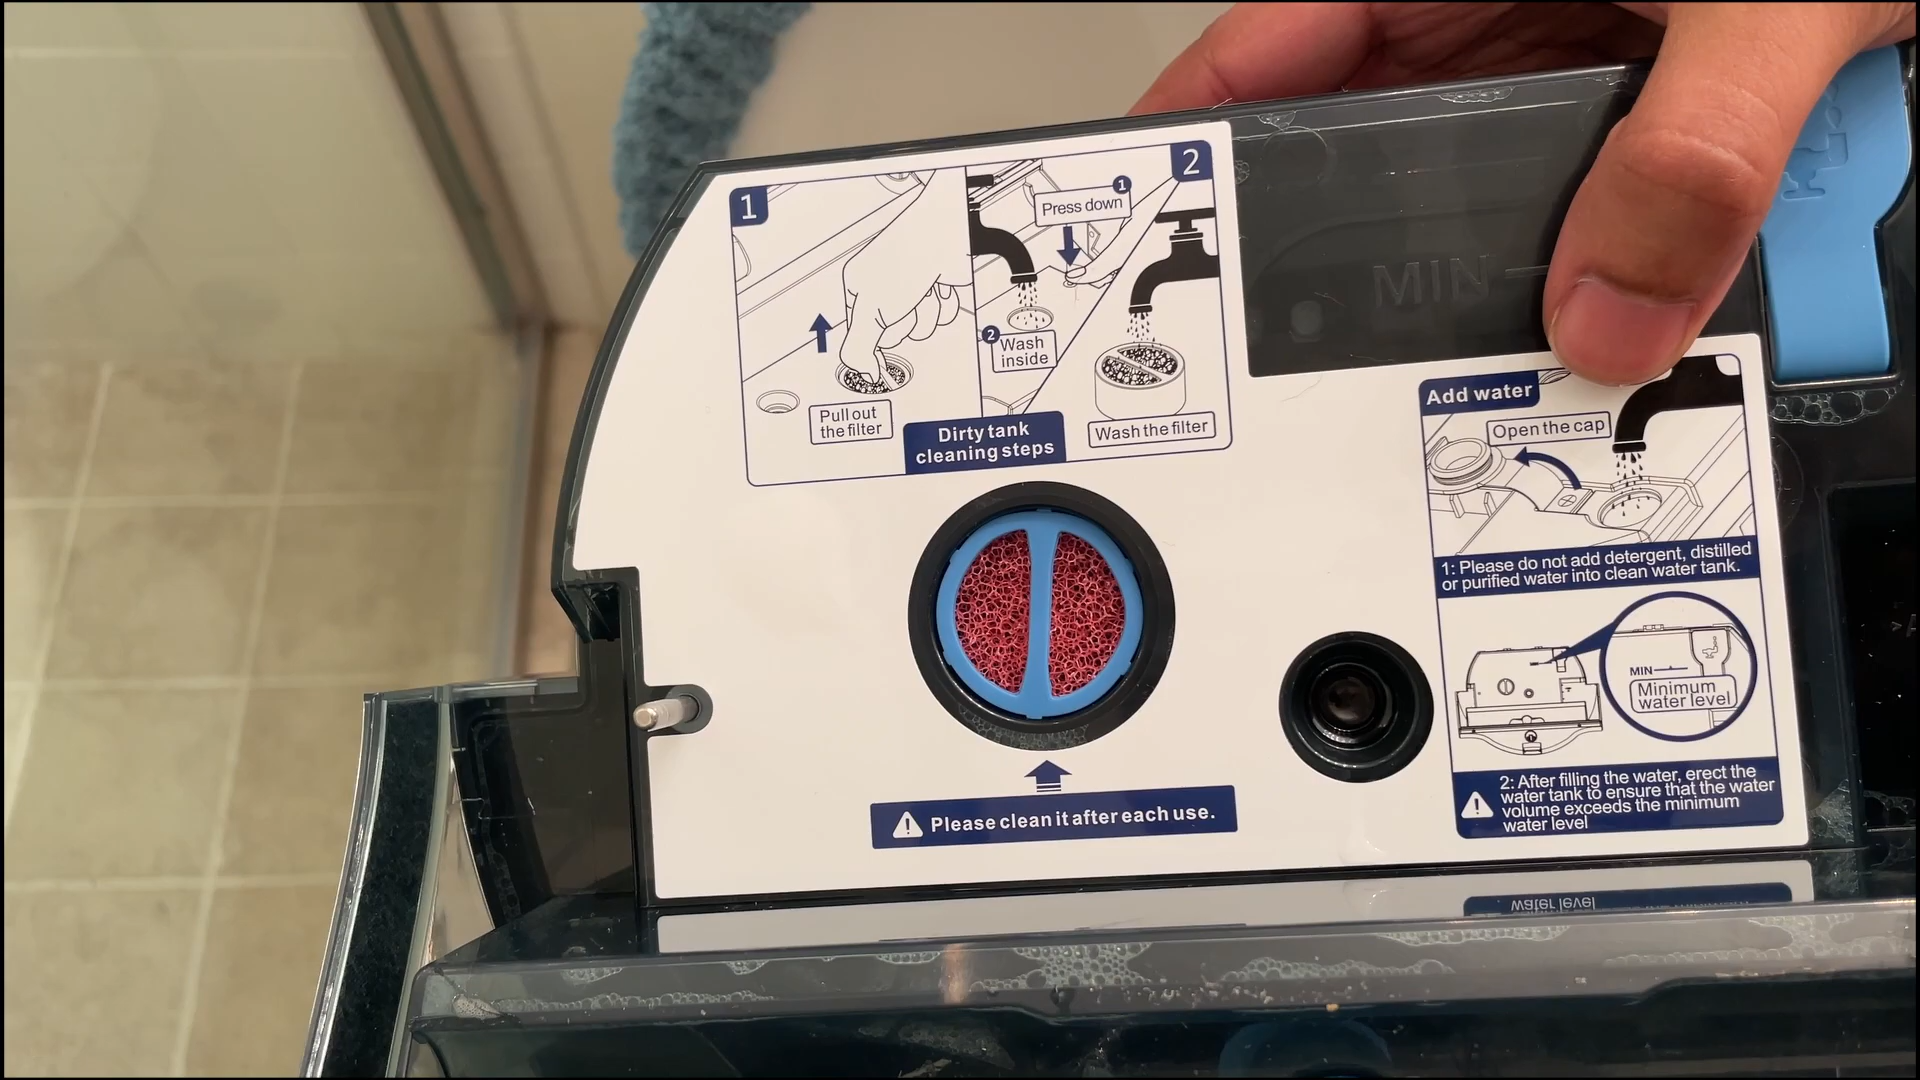 1
2
1
Press down
2
Wash
inside
Pull out
the filter
Dirty tank
cleaning steps
Wash the filter
MIN
Add water
Open the cap
1: Please do not add detergent, distilled
or purified water into clean water tank.
MIN
Minimum
water level
2: After filling the water, erect the
water tank to ensure that the water
volume exceeds the minimum
water level
Please clean it after each use.
water level